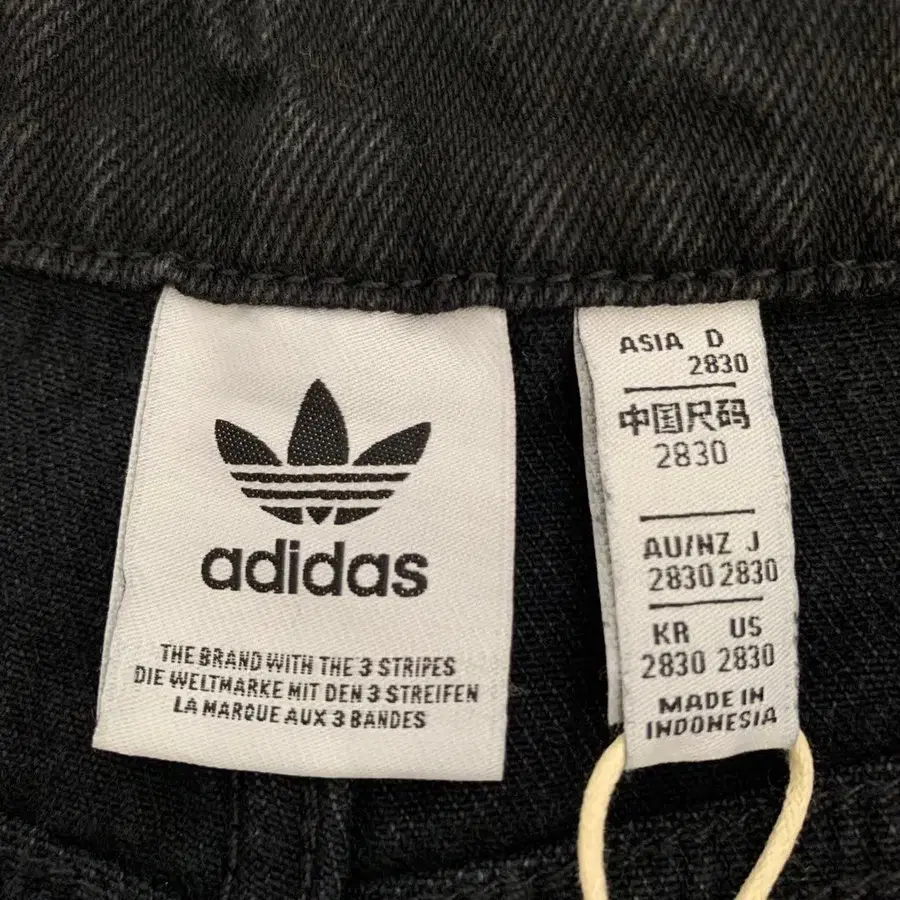 adidas
THE BRAND WITH THE 3 STRIPES
DIE WELTMARKE MIT DEN 3 STREIFEN
LA MARQUE AUX 3 BANDES
ASIA D
2830
中国尺码
2830
AU/NZ J
2830 2830
KR US
2830 2830
MADE IN
INDONESIA